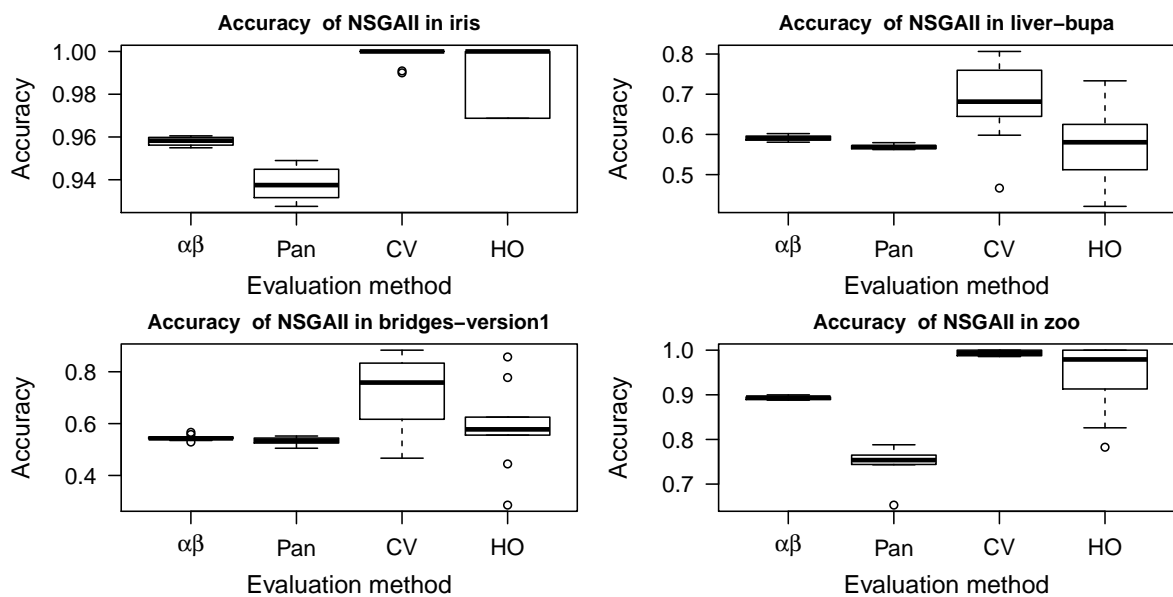 Accuracy of NSGAII in iris
Accuracy
1.00
0.98
0.96
0.94
αβ Pan CV HO
Evaluation method
Accuracy of NSGAII in liver−bupa
Accuracy
0.8
0.7
0.6
0.5
αβ Pan CV HO
Evaluation method
Accuracy of NSGAII in bridges−version1
Accuracy
0.8
0.6
0.4
αβ Pan CV HO
Evaluation method
Accuracy of NSGAII in zoo
Accuracy
1.0
0.9
0.8
0.7
αβ Pan CV HO
Evaluation method